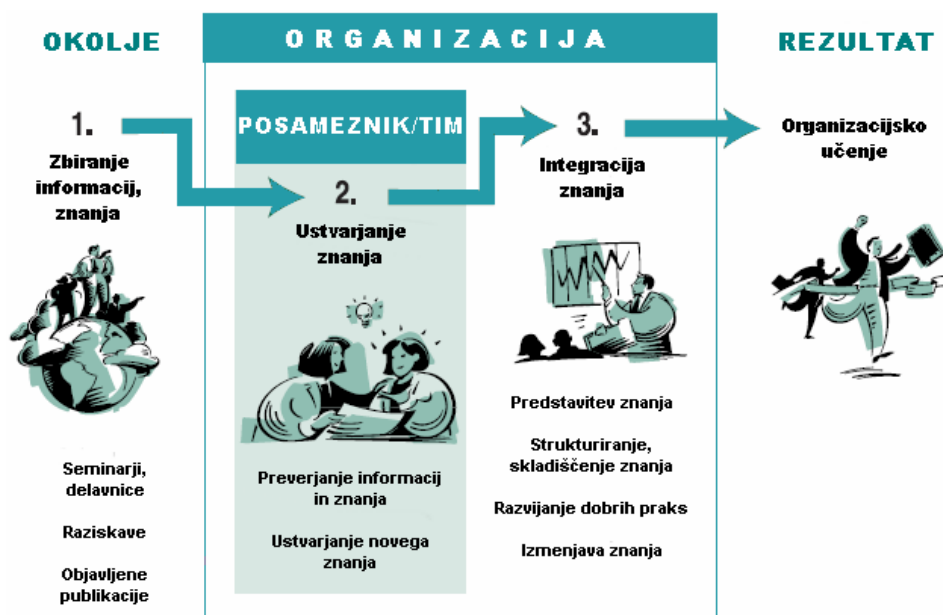 OKOLJE
ORGANIZACIJA
REZULTAT
1.
Zbiranje
informacij,
znanja
Seminarji,
delavnice
Raziskave
Objavljene
publikacije
POSAMEZNIK/TIM
2.
Ustvarjanje
znanja
Preverjanje informacij
in znanja
Ustvarjanje novega
znanja
3.
Integracija
znanja
Predstavitev znanja
Strukturiranje,
skladiščenje znanja
Razvijanje dobrih praks
Izmenjava znanja
Organizacijsko
učenje